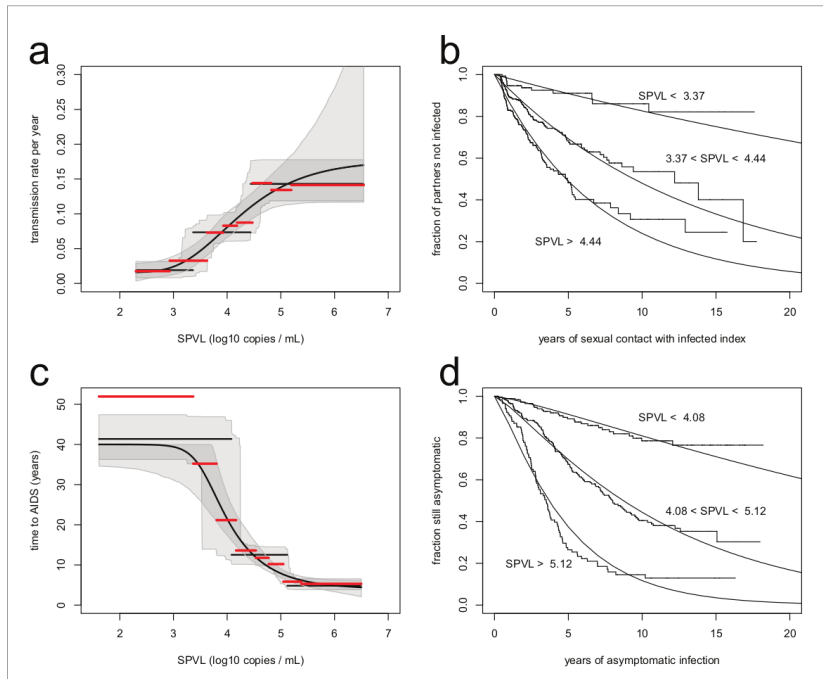 a
0.30
0.25
0.20
0.15
0.10
0.05
0.00
transmission rate per year
2 3 4 5 6 7
SPVL (log10 copies / mL)
b
1.0
0.8
0.6
0.4
0.2
0.0
fraction of partners not infected
SPVL < 3.37
3.37 < SPVL < 4.44
SPVL > 4.44
0 5 10 15 20
years of sexual contact with infected index
c
50
40
30
20
10
0
time to AIDS (years)
2 3 4 5 6 7
SPVL (log10 copies / mL)
d
1.0
0.8
0.6
0.4
0.2
0.0
fraction still asymptomatic
SPVL < 4.08
4.08 < SPVL < 5.12
SPVL > 5.12
0 5 10 15 20
years of asymptomatic infection